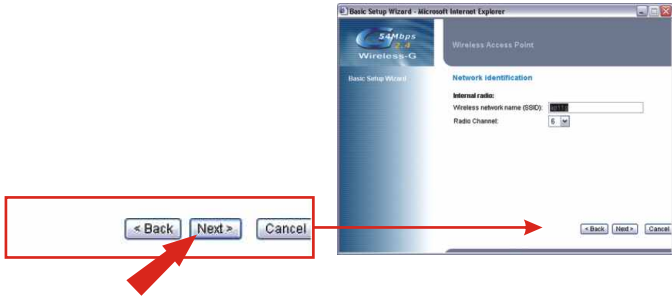 Basic Setup Wizard - Microsoft Internet Explorer
54Mbps
2.4
Wireless-G
Wireless Access Point
Basic Setup Wizard
Network identification
Internal radio:
Wireless network name (SSID):
Radio Channel: 6
< Back Next > Cancel
< Back Next > Cancel